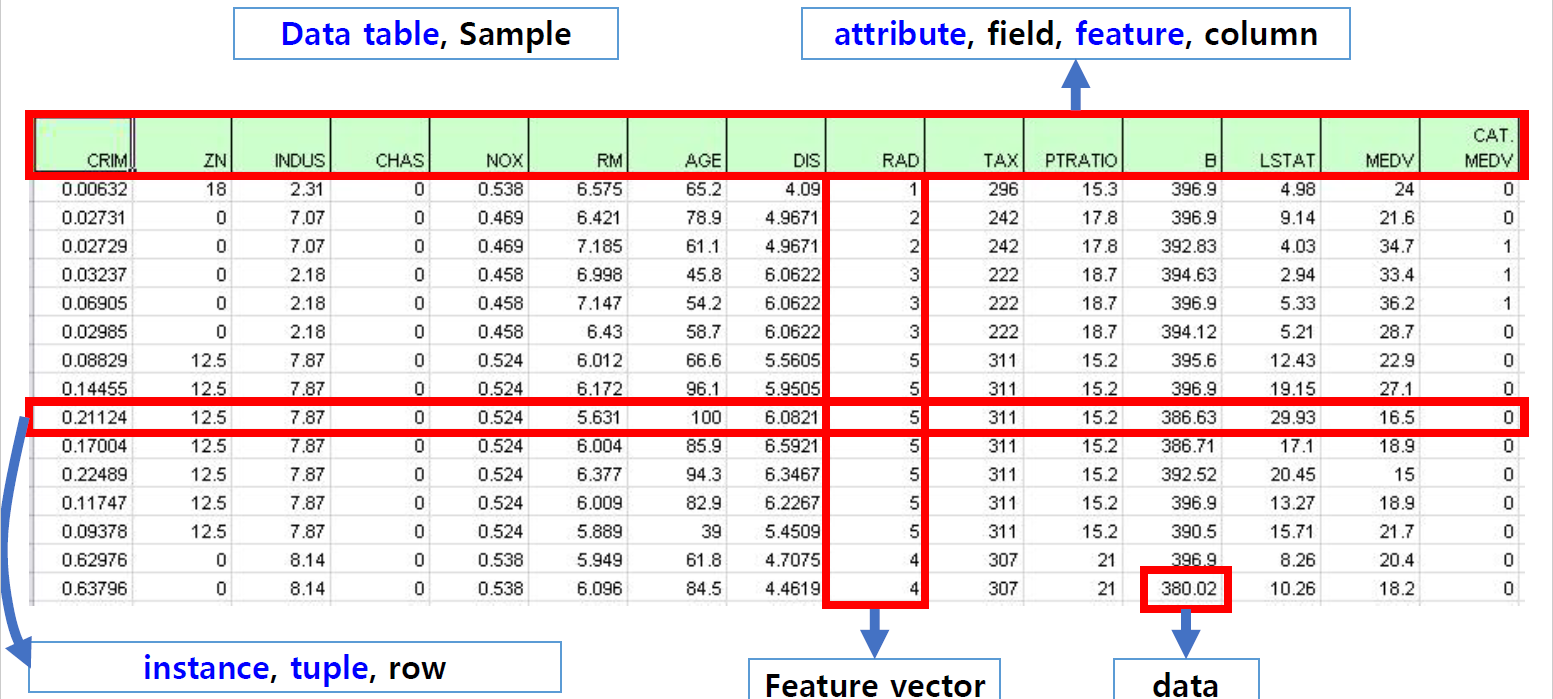 Data table, Sample
attribute, field, feature, column
CRIM ZN INDUS CHAS NOX RM AGE DIS RAD TAX PTRATIO B LSTAT MEDV CAT. MEDV
0.00632 18 2.31 0 0.538 6.575 65.2 4.09 1 296 15.3 396.9 4.98 24 0
0.02731 0 7.07 0 0.469 6.421 78.9 4.9671 2 242 17.8 396.9 9.14 21.6 0
0.02729 0 7.07 0 0.469 7.185 61.1 4.9671 2 242 17.8 392.83 4.03 34.7 1
0.03237 0 2.18 0 0.458 6.998 45.8 6.0622 3 222 18.7 394.63 2.94 33.4 1
0.06905 0 2.18 0 0.458 7.147 54.2 6.0622 3 222 18.7 396.9 5.33 36.2 1
0.02985 0 2.18 0 0.458 6.43 58.7 6.0622 3 222 18.7 394.12 5.21 28.7 0
0.08829 12.5 7.87 0 0.524 6.012 66.6 5.5605 5 311 15.2 395.6 12.43 22.9 0
0.14455 12.5 7.87 0 0.524 6.172 96.1 5.9505 5 311 15.2 396.9 19.15 27.1 0
0.21124 12.5 7.87 0 0.524 5.631 100 6.0821 5 311 15.2 386.63 29.93 16.5 0
0.17004 12.5 7.87 0 0.524 6.004 85.9 6.5921 5 311 15.2 386.71 17.1 18.9 0
0.22489 12.5 7.87 0 0.524 6.377 94.3 6.3467 5 311 15.2 392.52 20.45 15 0
0.11747 12.5 7.87 0 0.524 6.009 82.9 6.2267 5 311 15.2 396.9 13.27 18.9 0
0.09378 12.5 7.87 0 0.524 5.889 39 5.4509 5 311 15.2 390.5 15.71 21.7 0
0.62976 0 8.14 0 0.538 5.949 61.8 4.7075 4 307 21 396.9 8.26 20.4 0
0.63796 0 8.14 0 0.538 6.096 84.5 4.4619 4 307 21 380.02 10.26 18.2 0
instance, tuple, row
Feature vector
data